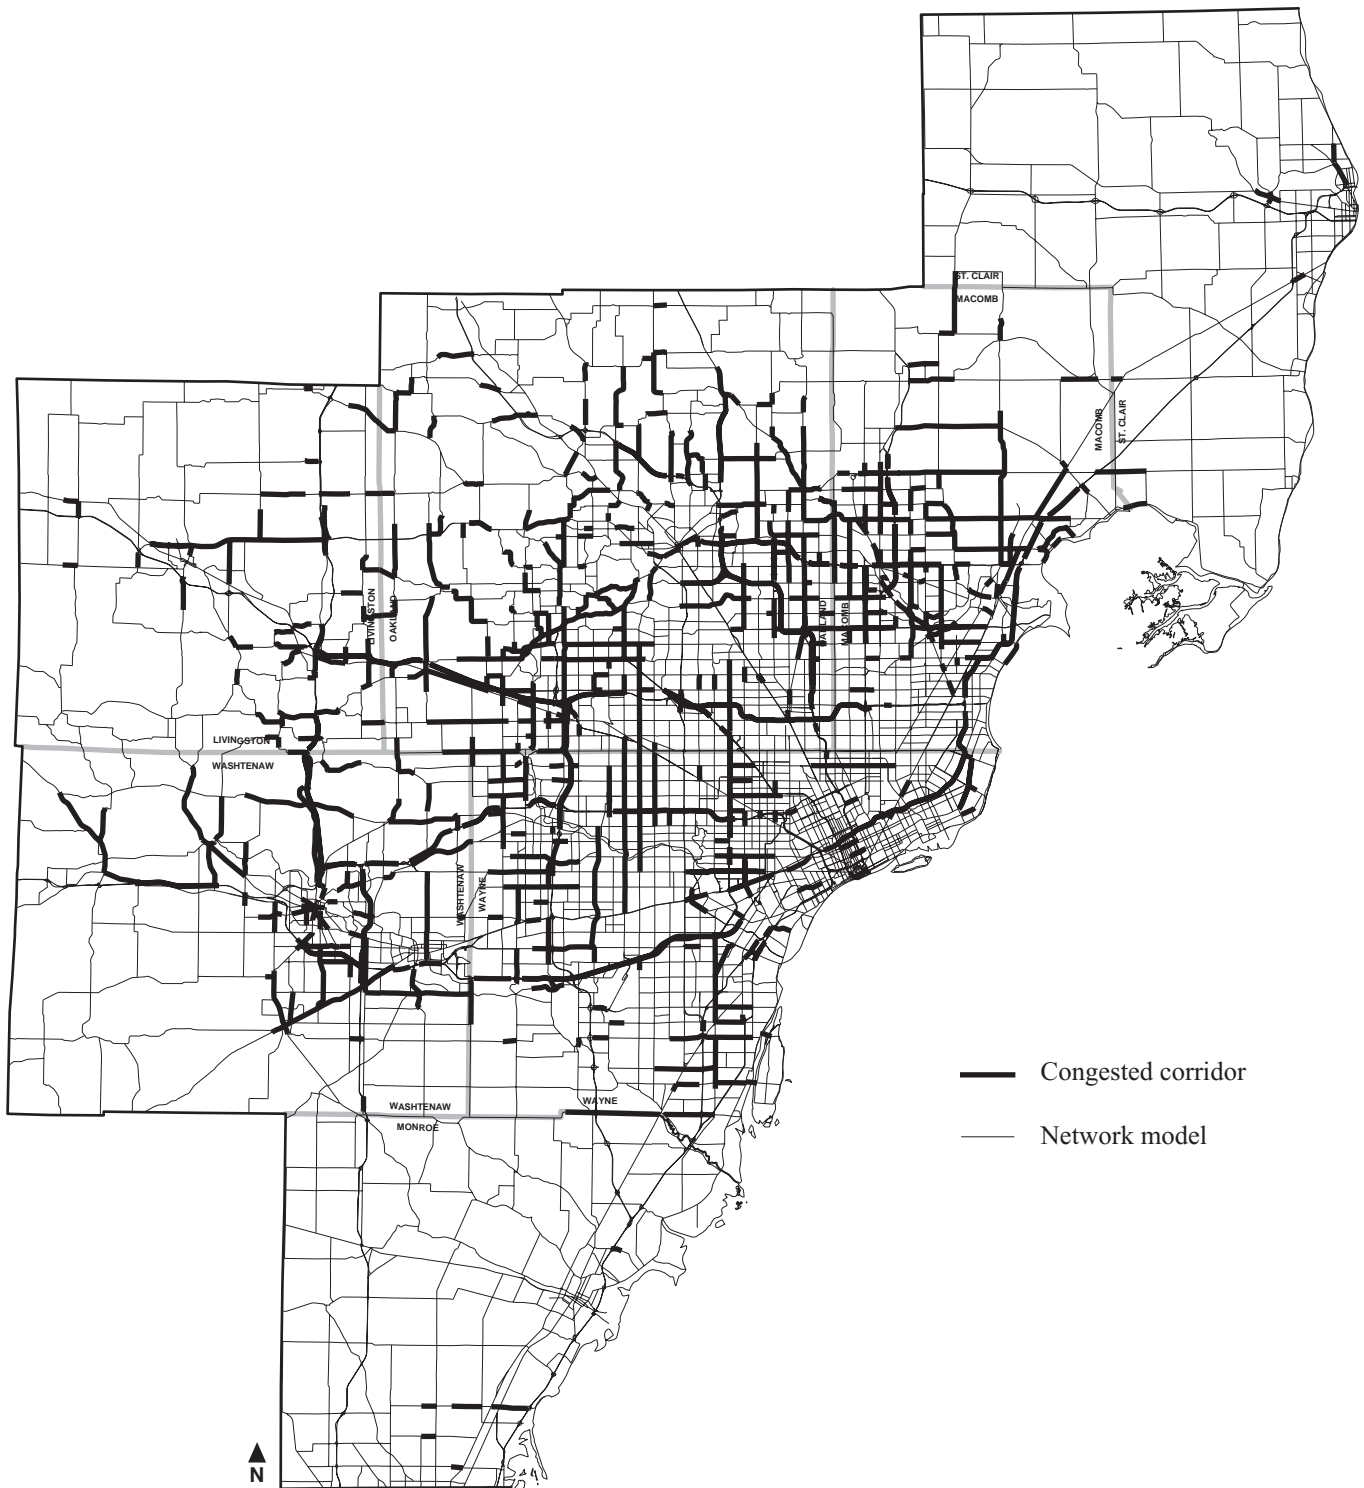 ST. CLAIR
MACOMB
MACOMB
ST. CLAIR
LIVINGSTON
OAKLAND
OAKLAND
MACOMB
LIVINGSTON
WASHTENAW
WASHTENAW
WAYNE
Congested corridor
WAYNE
WASHTENAW
MONROE
Network model
N